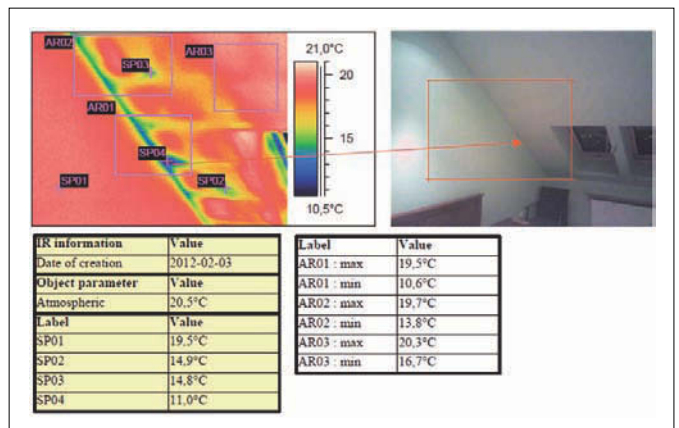 AR02
AR03
SP03
AR01
SP04
SP01
SP02
21,0°C
20
15
10,5°C
IR information Value
Date of creation 2012-02-03
Object parameter Value
Atmospheric 20,5°C
Label Value
SP01 19,5°C
SP02 14,9°C
SP03 14,8°C
SP04 11,0°C
Label Value
AR01 : max 19,5°C
AR01 : min 10,6°C
AR02 : max 19,7°C
AR02 : min 13,8°C
AR03 : max 20,3°C
AR03 : min 16,7°C